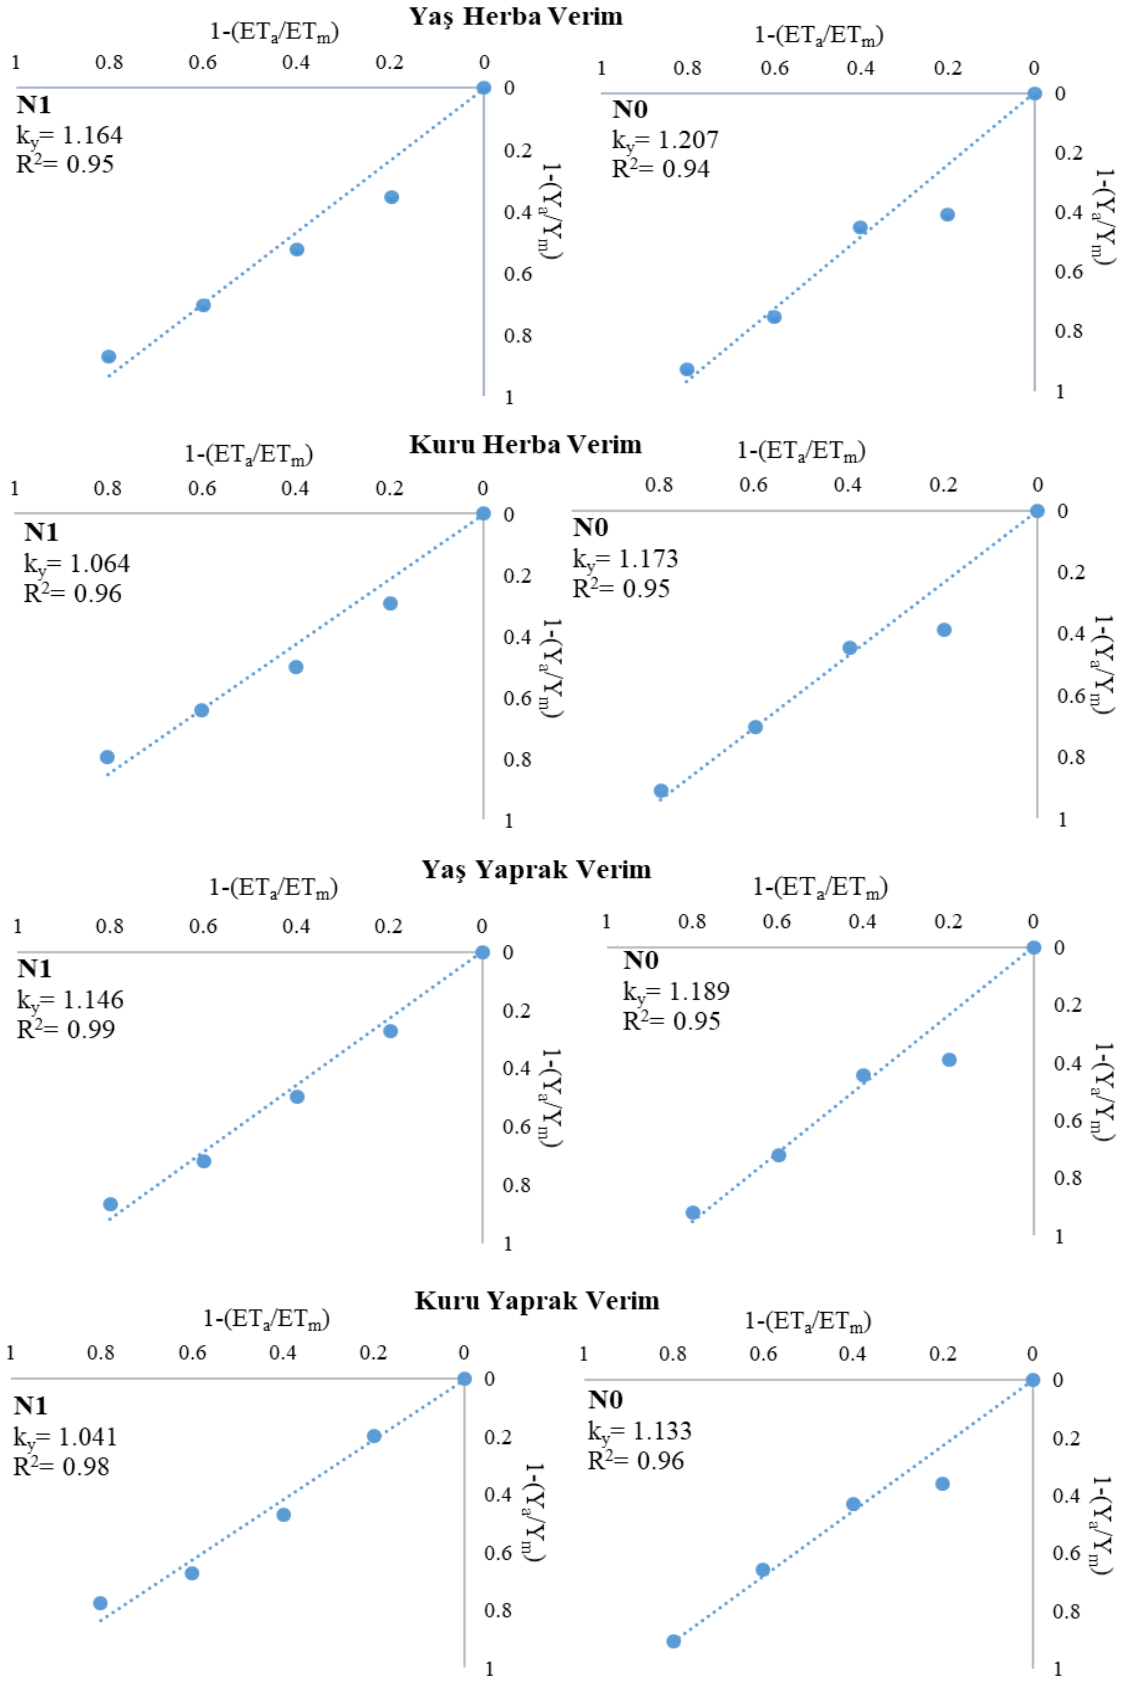 Yaş Herba Verim
1-(ETa/ETm)
1 0.8 0.6 0.4 0.2 0
N1
ky= 1.164
R²= 0.95
0
0.2
0.4
0.6
0.8
1
1-(Ya/Ym)
1-(ETa/ETm)
1 0.8 0.6 0.4 0.2 0
N0
ky= 1.207
R²= 0.94
0
0.2
0.4
0.6
0.8
1
1-(Ya/Ym)
Kuru Herba Verim
1-(ETa/ETm)
1 0.8 0.6 0.4 0.2 0
N1
ky= 1.064
R²= 0.96
0
0.2
0.4
0.6
0.8
1
1-(Ya/Ym)
1-(ETa/ETm)
0.8 0.6 0.4 0.2 0
N0
ky= 1.173
R²= 0.95
0
0.2
0.4
0.6
0.8
1
1-(Ya/Ym)
Yaş Yaprak Verim
1-(ETa/ETm)
1 0.8 0.6 0.4 0.2 0
N1
ky= 1.146
R²= 0.99
0
0.2
0.4
0.6
0.8
1
1-(Ya/Ym)
1-(ETa/ETm)
1 0.8 0.6 0.4 0.2 0
N0
ky= 1.189
R²= 0.95
0
0.2
0.4
0.6
0.8
1
1-(Ya/Ym)
Kuru Yaprak Verim
1-(ETa/ETm)
1 0.8 0.6 0.4 0.2 0
N1
ky= 1.041
R²= 0.98
0
0.2
0.4
0.6
0.8
1
1-(Ya/Ym)
1-(ETa/ETm)
1 0.8 0.6 0.4 0.2 0
N0
ky= 1.133
R²= 0.96
0
0.2
0.4
0.6
0.8
1
1-(Ya/Ym)